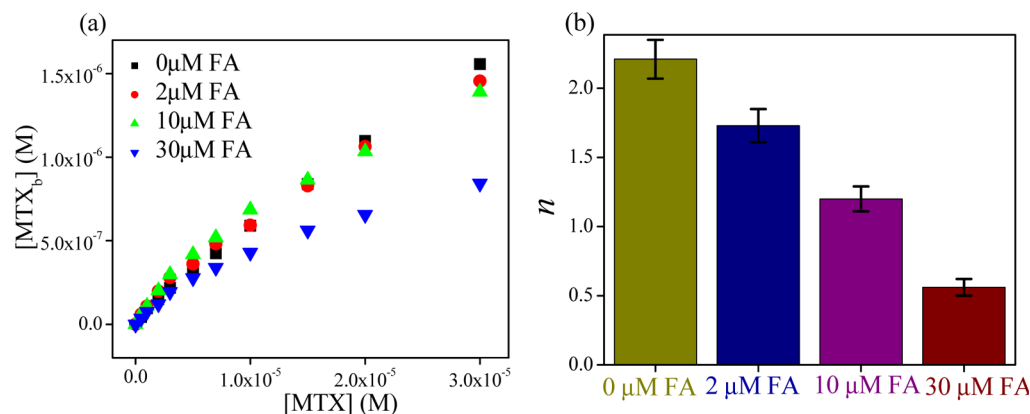 (a)
[MTX_b] (M)
1.5x10⁻⁶
1.0x10⁻⁶
5.0x10⁻⁷
0.0
0μM FA
2μM FA
10μM FA
30μM FA
0.0
1.0x10⁻⁵
2.0x10⁻⁵
3.0x10⁻⁵
[MTX] (M)
(b)
n
2.0
1.5
1.0
0.5
0.0
0 μM FA
2 μM FA
10 μM FA
30 μM FA